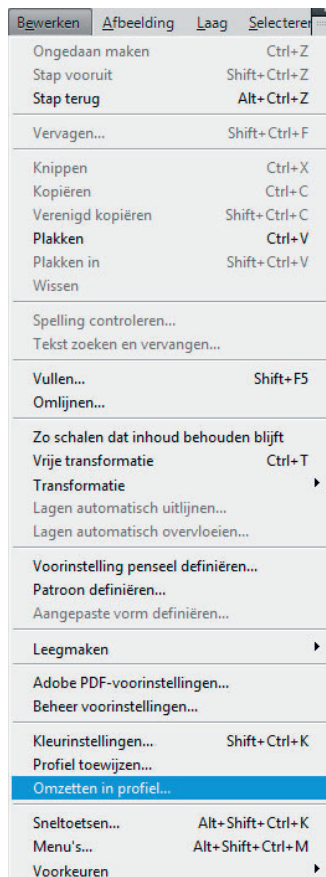 Bewerken Afbeelding Laag Selecteren
Ongedaan maken Ctrl+Z
Stap vooruit Shift+Ctrl+Z
Stap terug Alt+Ctrl+Z
Vervagen... Shift+Ctrl+F
Knippen Ctrl+X
Kopiëren Ctrl+C
Verenigd kopiëren Shift+Ctrl+C
Plakken Ctrl+V
Plakken in Shift+Ctrl+V
Wissen
Spelling controleren...
Tekst zoeken en vervangen...
Vullen... Shift+F5
Omlijnen...
Zo schalen dat inhoud behouden blijft
Vrije transformatie Ctrl+T
Transformatie
Lagen automatisch uitlijnen...
Lagen automatisch overvloeien...
Voorinstelling penseel definiëren...
Patroon definiëren...
Aangepaste vorm definiëren...
Leegmaken
Adobe PDF-voorinstellingen...
Beheer voorinstellingen...
Kleurinstellingen... Shift+Ctrl+K
Profiel toewijzen...
Omzetten in profiel...
Sneltoetsen... Alt+Shift+Ctrl+K
Menu's... Alt+Shift+Ctrl+M
Voorkeuren